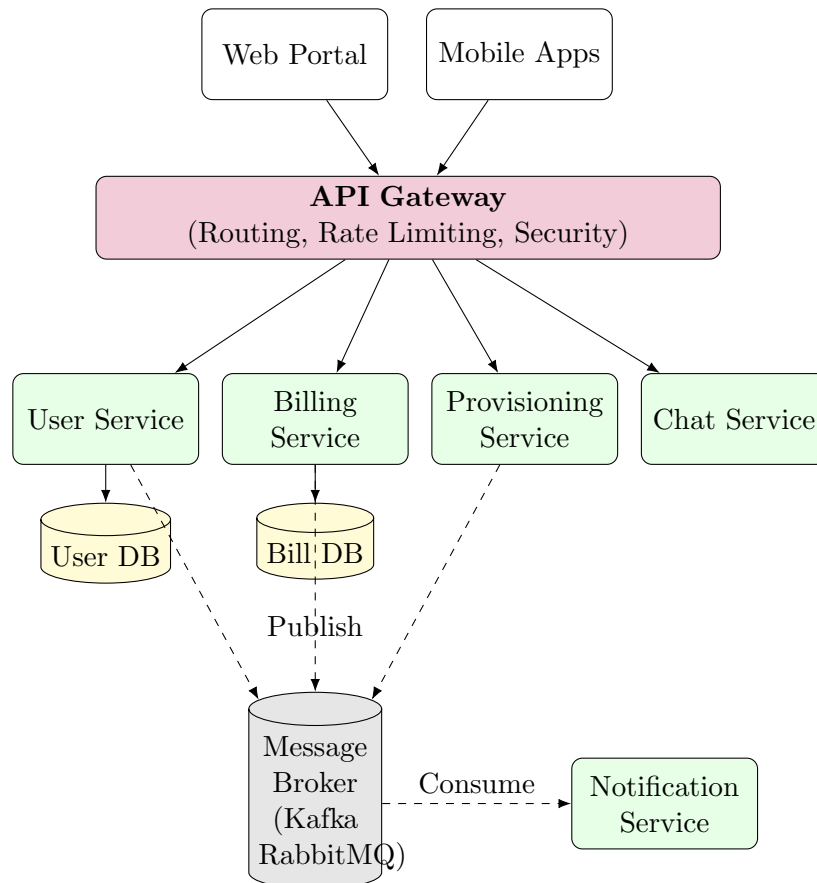 Web Portal
Mobile Apps
API Gateway
(Routing, Rate Limiting, Security)
User Service
Billing
Service
Provisioning
Service
Chat Service
User DB
Bill DB
Publish
Message
Broker
(Kafka
RabbitMQ)
Consume
Notification
Service